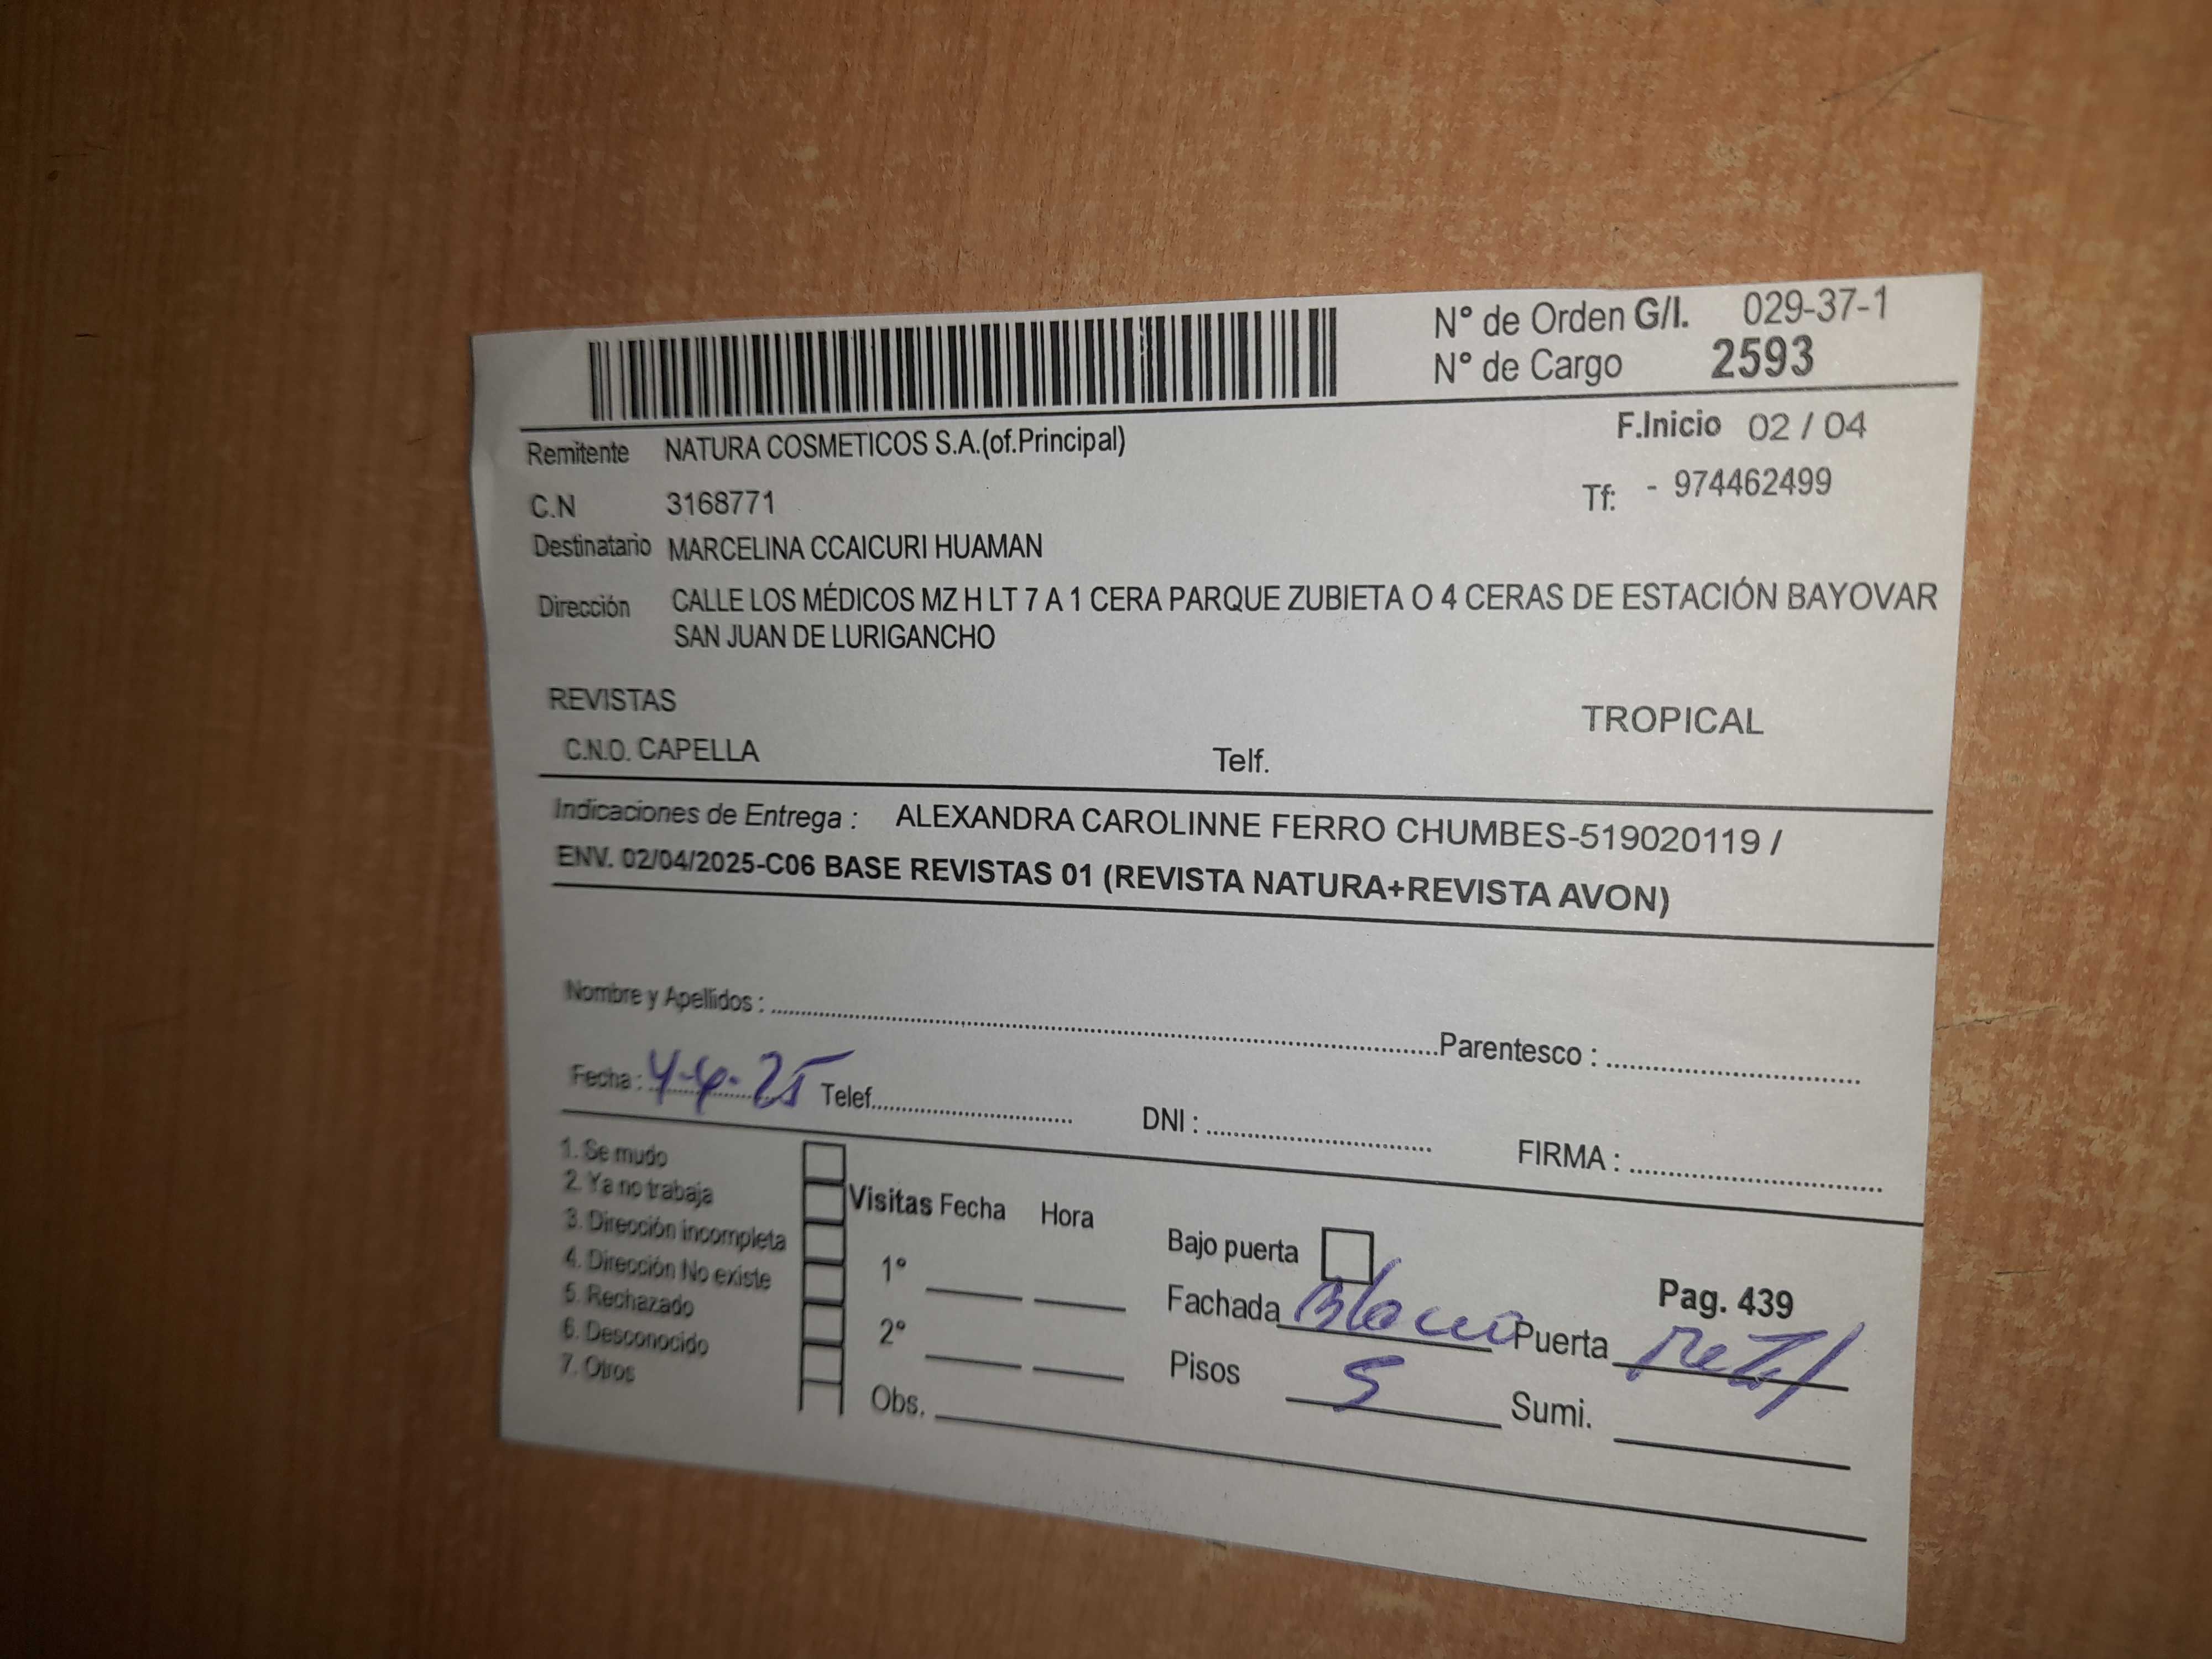 N° de Orden G/I. 029-37-1
N° de Cargo 2593
F.Inicio 02 / 04
Remitente NATURA COSMETICOS S.A.(of.Principal)
C.N 3168771
Tf: - 974462499
Destinatario MARCELINA CCAICURI HUAMAN
Dirección CALLE LOS MÉDICOS MZ H LT 7 A 1 CERA PARQUE ZUBIETA O 4 CERAS DE ESTACIÓN BAYOVAR
SAN JUAN DE LURIGANCHO
REVISTAS TROPICAL
C.N.O. CAPELLA Telf.
Indicaciones de Entrega : ALEXANDRA CAROLINNE FERRO CHUMBES-519020119 /
ENV. 02/04/2025-C06 BASE REVISTAS 01 (REVISTA NATURA+REVISTA AVON)
Nombre y Apellidos : Parentesco :
Fecha : 4-4-25 Telef. DNI : FIRMA :
1. Se mudo
2. Ya no trabaja
3. Dirección incompleta
4. Dirección No existe
5. Rechazado
6. Desconocido
7. Otros
Visitas Fecha Hora
1°
2°
Obs.
Bajo puerta
Pag. 439
Fachada Blanco Puerta Metal
Pisos 5 Sumi.